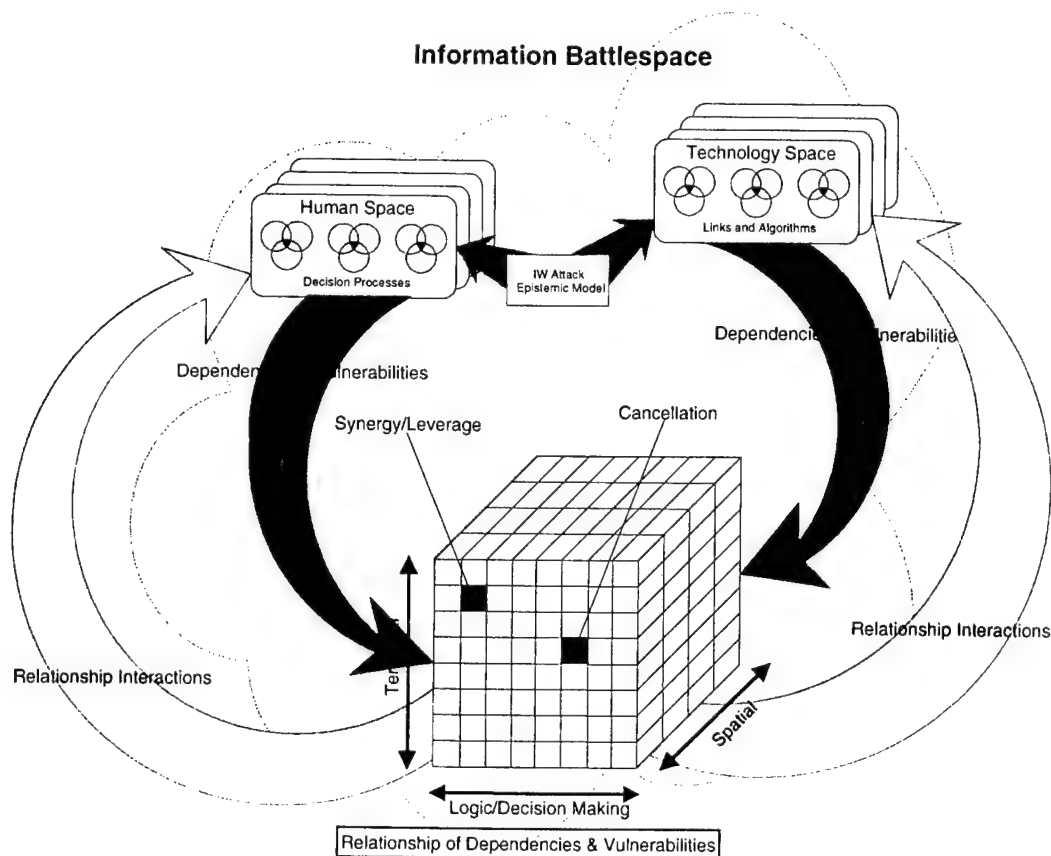 Information Battlespace
Technology Space
Links and Algorithms
Human Space
Decision Processes
IW Attack
Epistemic Model
Synergy/Leverage
Cancellation
Relationship Interactions
Relationship Interactions
Spatial
Logic/Decision Making
Relationship of Dependencies & Vulnerabilities